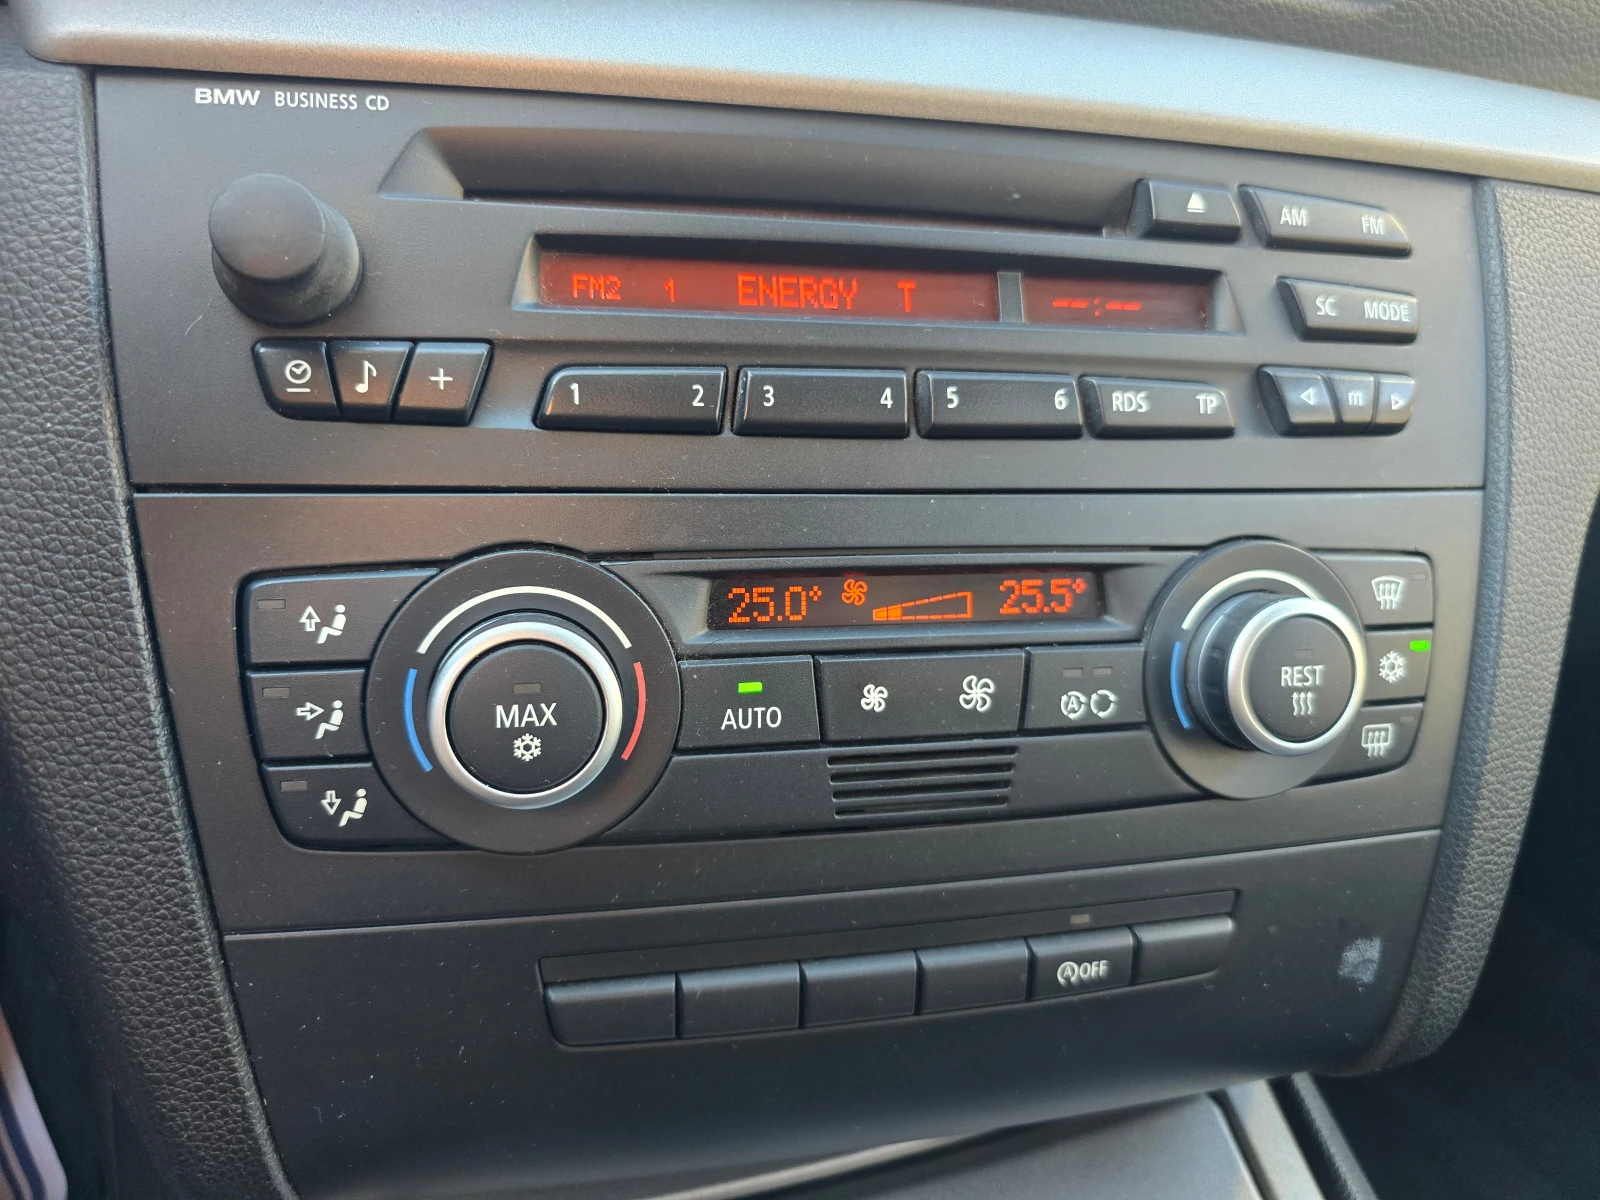 BMW BUSINESS CD
AM FM
FM2 1 ENERGY T --:--
SC MODE
1 2 3 4 5 6 RDS TP m
25.0° 25.5°
MAX
AUTO
A
REST
A OFF